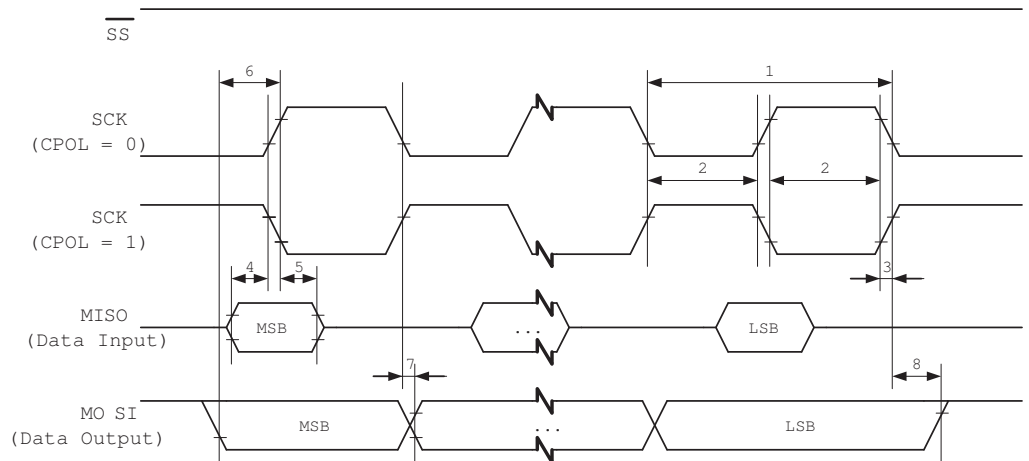 SS
6
1
SCK
(CPOL = 0)
2
2
SCK
(CPOL = 1)
4
5
3
MISO
(Data Input)
MSB
...
LSB
7
8
MO SI
(Data Output)
MSB
...
LSB